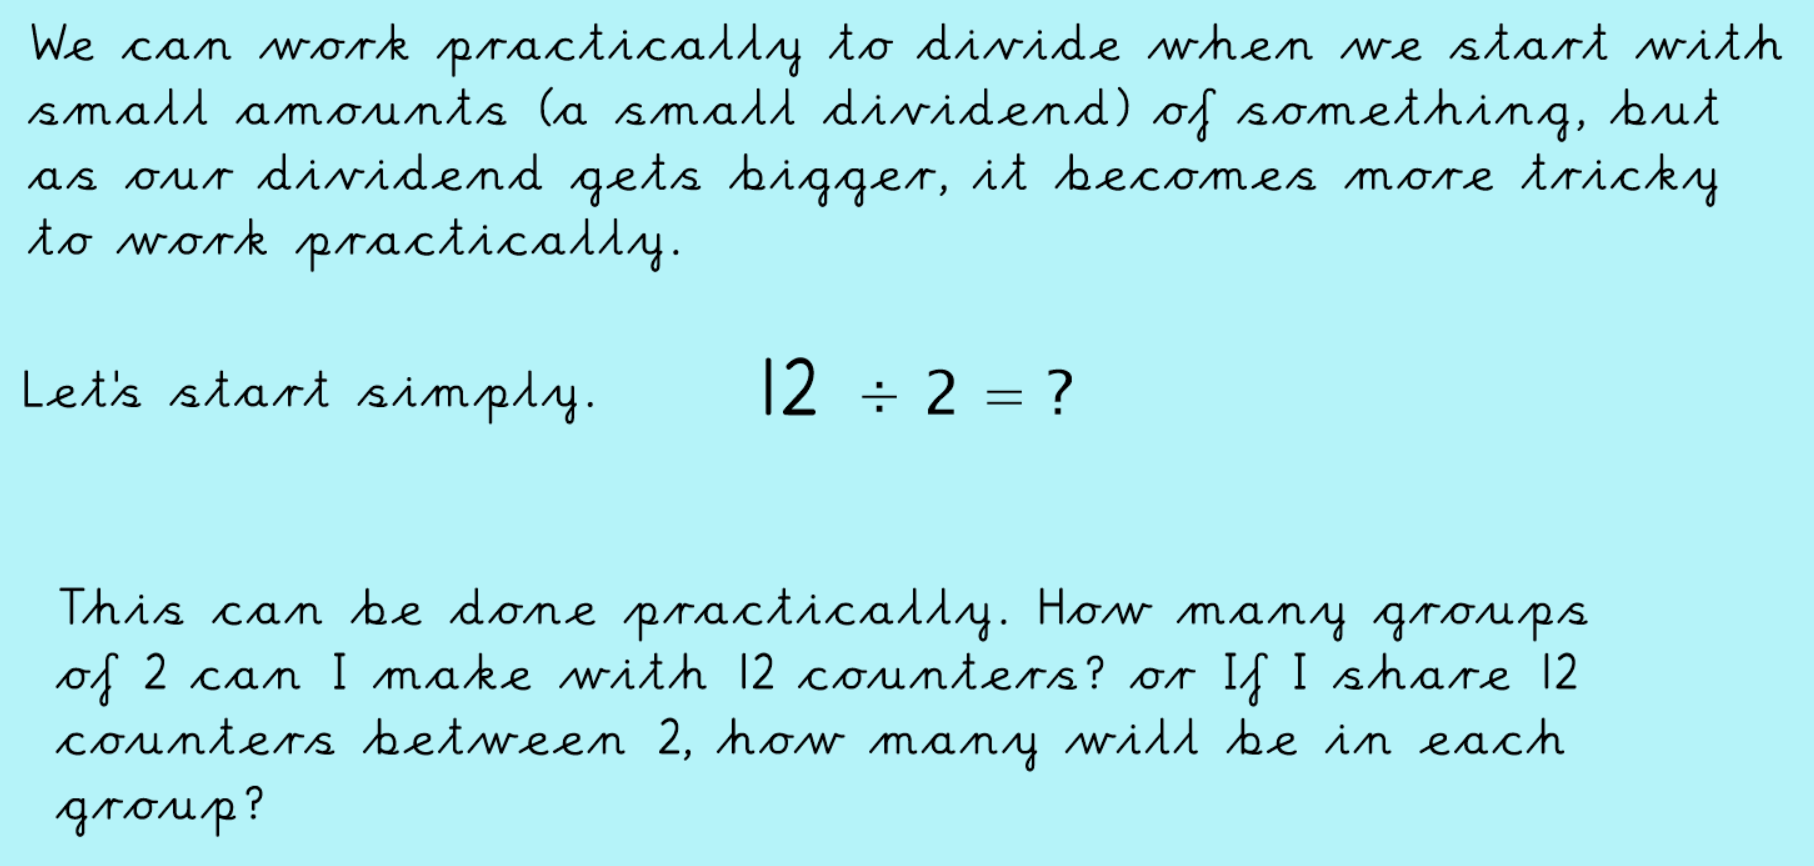 We can work practically to divide when we start with
small amounts (a small dividend) of something, but
as our dividend gets bigger, it becomes more tricky
to work practically.
Let's start simply. 12 ÷ 2 = ?
This can be done practically. How many groups
of 2 can I make with 12 counters? or If I share 12
counters between 2, how many will be in each
group?